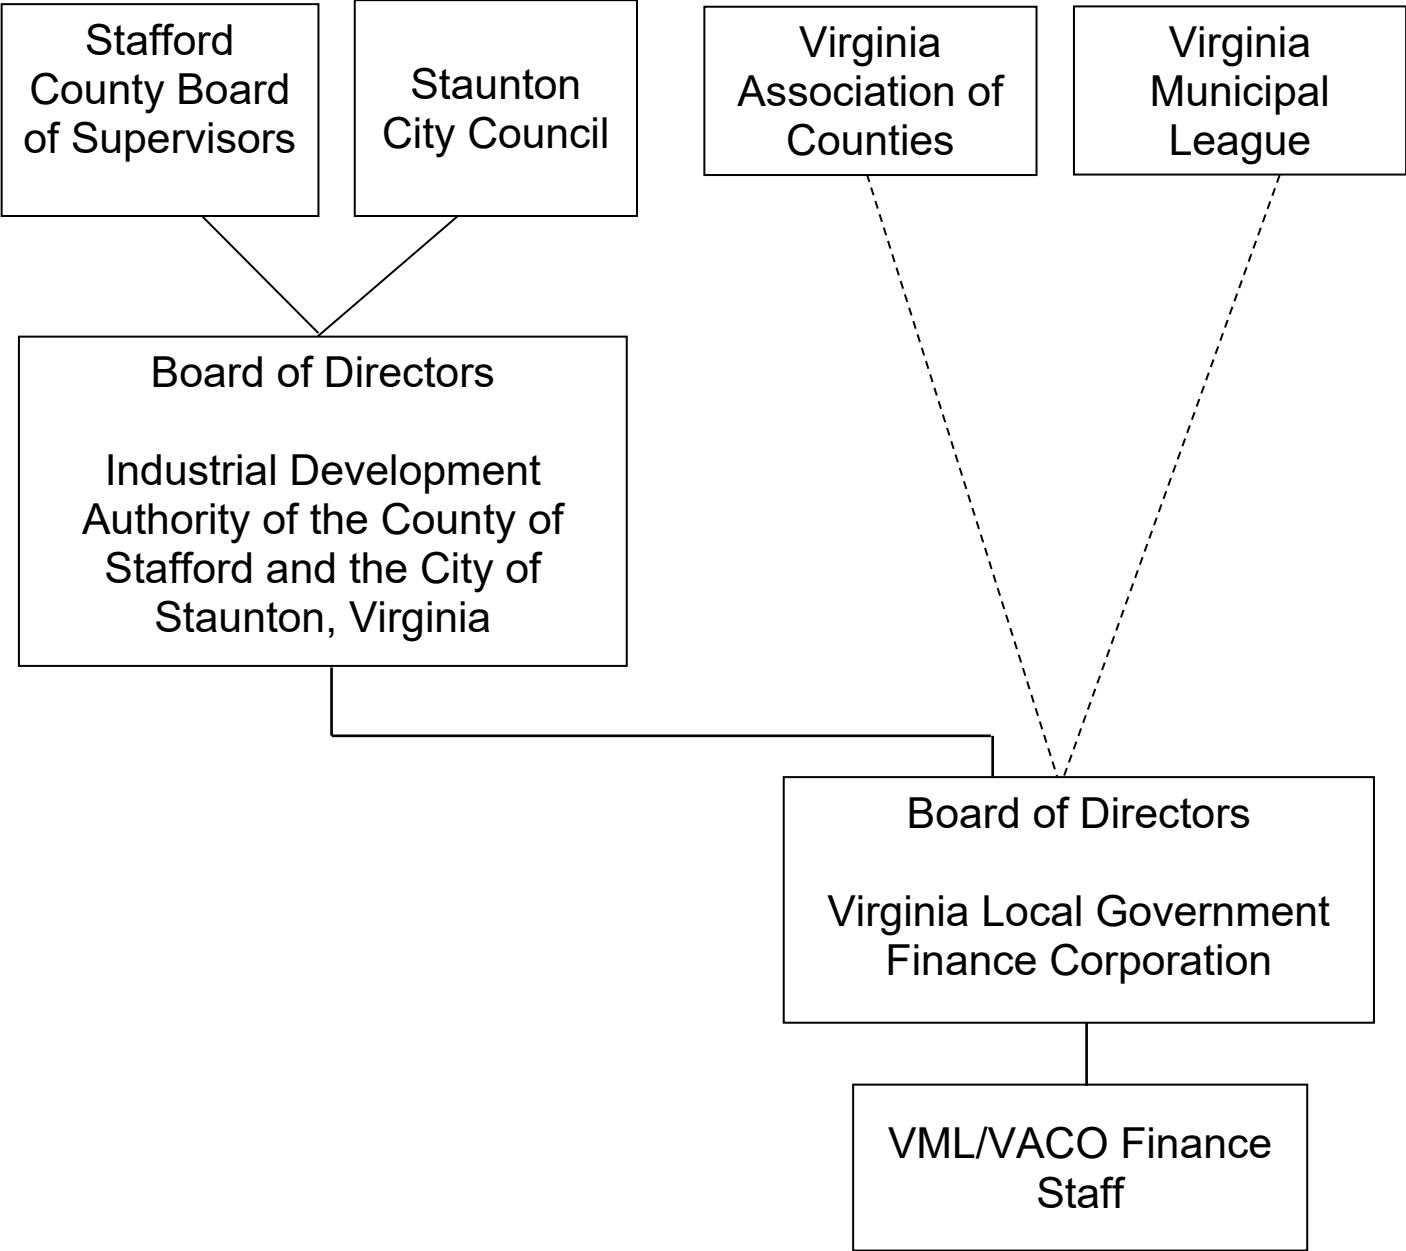 Stafford
County Board
of Supervisors
Staunton
City Council
Virginia
Association of
Counties
Virginia
Municipal
League
Board of Directors
Industrial Development
Authority of the County of
Stafford and the City of
Staunton, Virginia
Board of Directors
Virginia Local Government
Finance Corporation
VML/VACO Finance
Staff